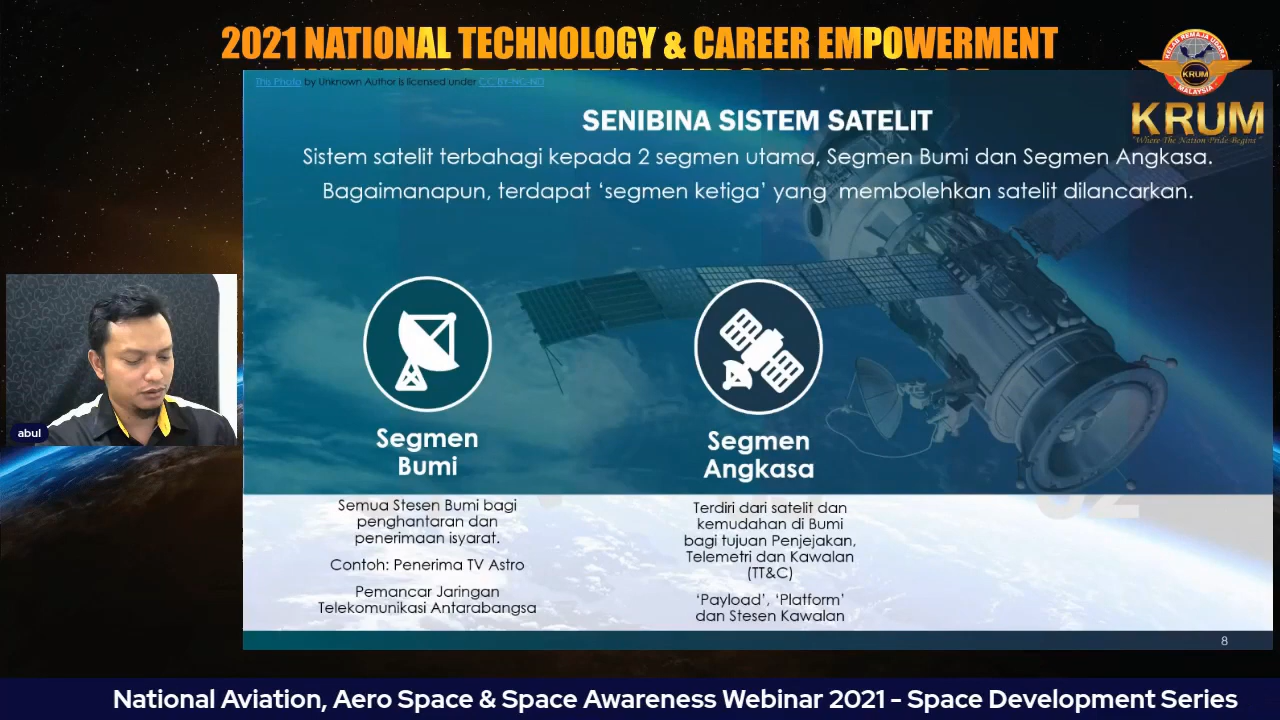 2021 NATIONAL TECHNOLOGY & CAREER EMPOWERMENT
This Photo by Unknown Author is licensed under CC BY-NC-ND
KELAS REMAJA UDARA
KRUM
MALAYSIA
KRUM
"Where The Nation Pride Begins"
SENIBINA SISTEM SATELIT
Sistem satelit terbahagi kepada 2 segmen utama, Segmen Bumi dan Segmen Angkasa.
Bagaimanapun, terdapat ‘segmen ketiga’ yang membolehkan satelit dilancarkan.
abul
Segmen
Bumi
Semua Stesen Bumi bagi
penghantaran dan
penerimaan isyarat.
Contoh: Penerima TV Astro
Pemancar Jaringan
Telekomunikasi Antarabangsa
Segmen
Angkasa
Terdiri dari satelit dan
kemudahan di Bumi
bagi tujuan Penjejakan,
Telemetri dan Kawalan
(TT&C)
‘Payload’, ‘Platform’
dan Stesen Kawalan
8
National Aviation, Aero Space & Space Awareness Webinar 2021 - Space Development Series